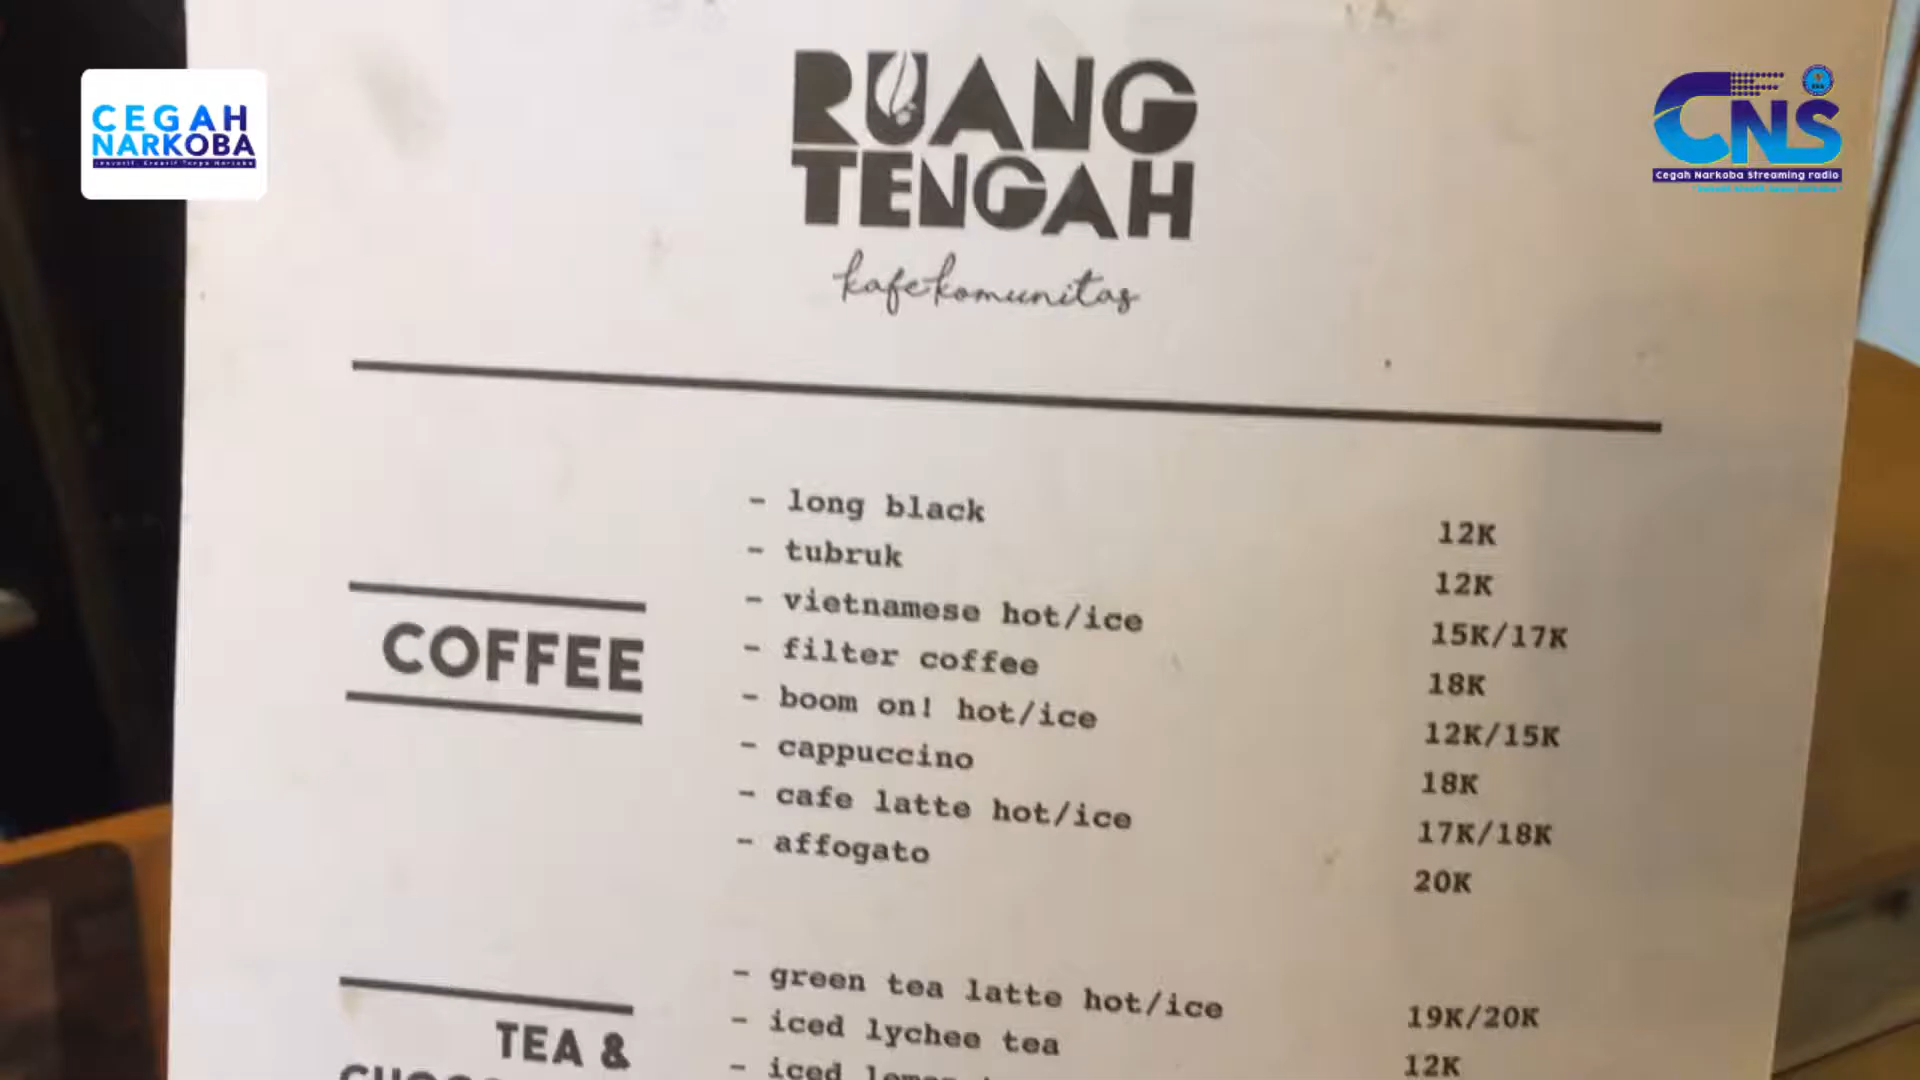 CEGAH
NARKOBA
CNS
Cegah Narkoba Streaming radio
RUANG
TENGAH
kafekomunitas
COFFEE
- long black 12K
- tubruk 12K
- vietnamese hot/ice 15K/17K
- filter coffee 18K
- boom on! hot/ice 12K/15K
- cappuccino 18K
- cafe latte hot/ice 17K/18K
- affogato 20K
TEA &
- green tea latte hot/ice 19K/20K
- iced lychee tea 12K
- iced